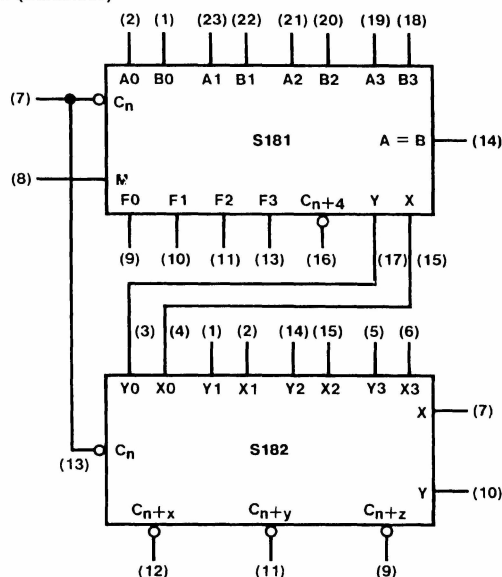 (2) (1) (23) (22) (21) (20) (19) (18)
A0 B0 A1 B1 A2 B2 A3 B3
(7) Cn
S181 A = B (14)
(8) M
F0 F1 F2 F3 Cn+4 Y X
(9) (10) (11) (13) (16) (17) (15)
(3) (4) (1) (2) (14) (15) (5) (6)
Y0 X0 Y1 X1 Y2 X2 Y3 X3
X (7)
(13) Cn S182
Y (10)
Cn+x Cn+y Cn+z
(12) (11) (9)